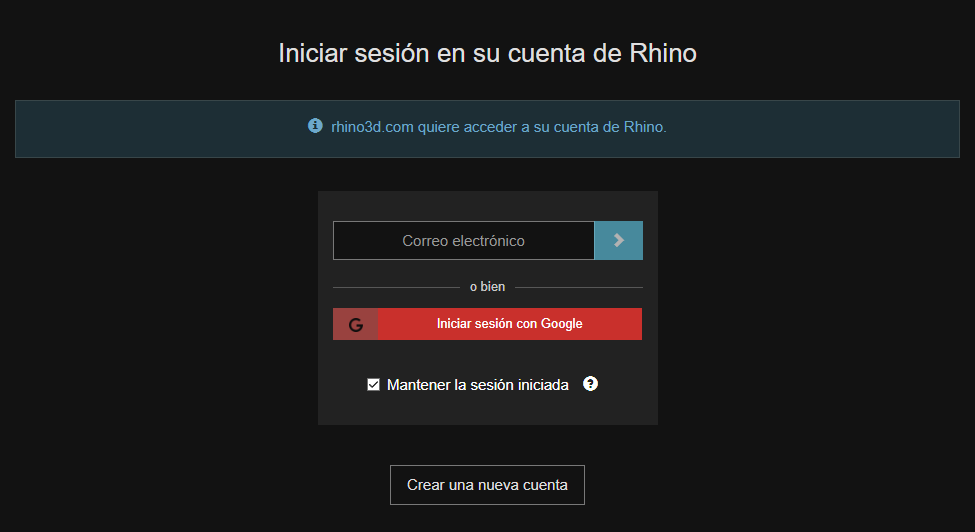 Iniciar sesión en su cuenta de Rhino
rhino3d.com quiere acceder a su cuenta de Rhino.
Correo electrónico
o bien
G Iniciar sesión con Google
Mantener la sesión iniciada ?
Crear una nueva cuenta